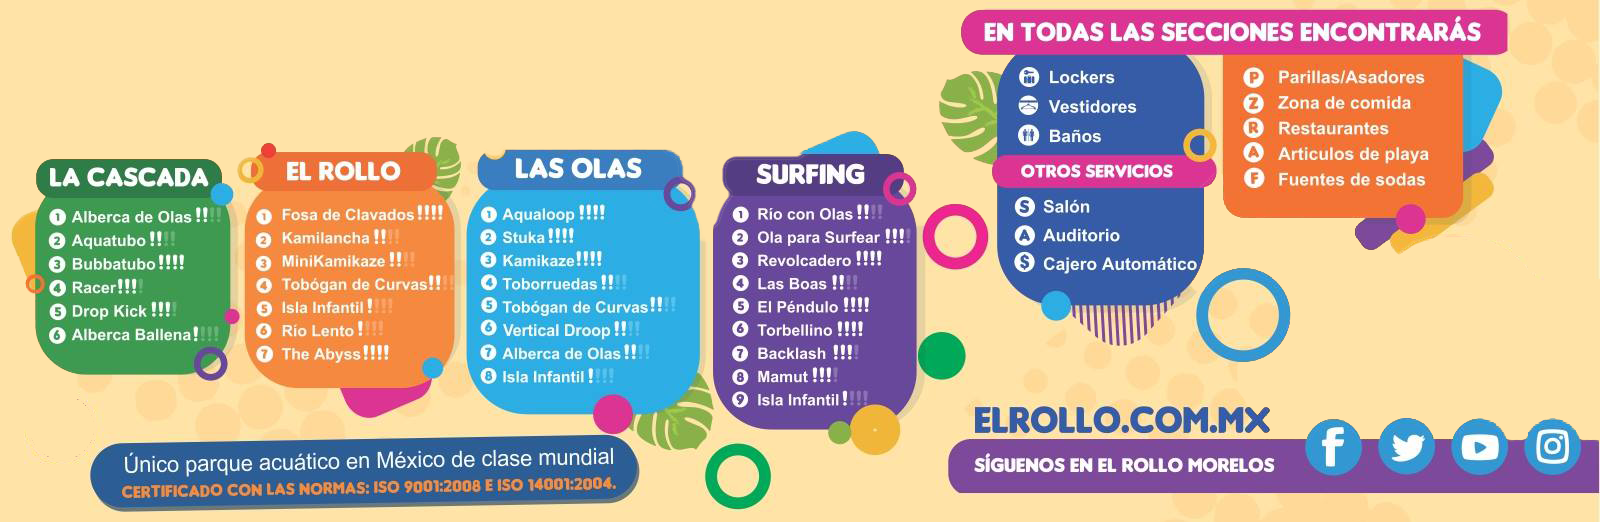 EN TODAS LAS SECCIONES ENCONTRARÁS
Lockers
Vestidores
Baños
OTROS SERVICIOS
S Salón
A Auditorio
$ Cajero Automático
P Parillas/Asadores
Z Zona de comida
R Restaurantes
A Articulos de playa
F Fuentes de sodas
LA CASCADA
1 Alberca de Olas !!!!
2 Aquatubo !!!!
3 Bubbatubo !!!!
4 Racer !!!!
5 Drop Kick !!!!
6 Alberca Ballena !!!!
EL ROLLO
1 Fosa de Clavados !!!!
2 Kamilancha !!!!
3 MiniKamikaze !!!!
4 Tobógan de Curvas !!!!
5 Isla Infantil !!!!
6 Río Lento !!!!
7 The Abyss !!!!
LAS OLAS
1 Aqualoop !!!!
2 Stuka !!!!
3 Kamikaze !!!!
4 Toborruedas !!!!
5 Tobógan de Curvas !!!!
6 Vertical Droop !!!!
7 Alberca de Olas !!!!
8 Isla Infantil !!!!
SURFING
1 Río con Olas !!!!
2 Ola para Surfear !!!!
3 Revolcadero !!!!
4 Las Boas !!!!
5 El Péndulo !!!!
6 Torbellino !!!!
7 Backlash !!!!
8 Mamut !!!!
9 Isla Infantil !!!!
Único parque acuático en México de clase mundial
CERTIFICADO CON LAS NORMAS: ISO 9001:2008 E ISO 14001:2004.
ELROLLO.COM.MX
SÍGUENOS EN EL ROLLO MORELOS